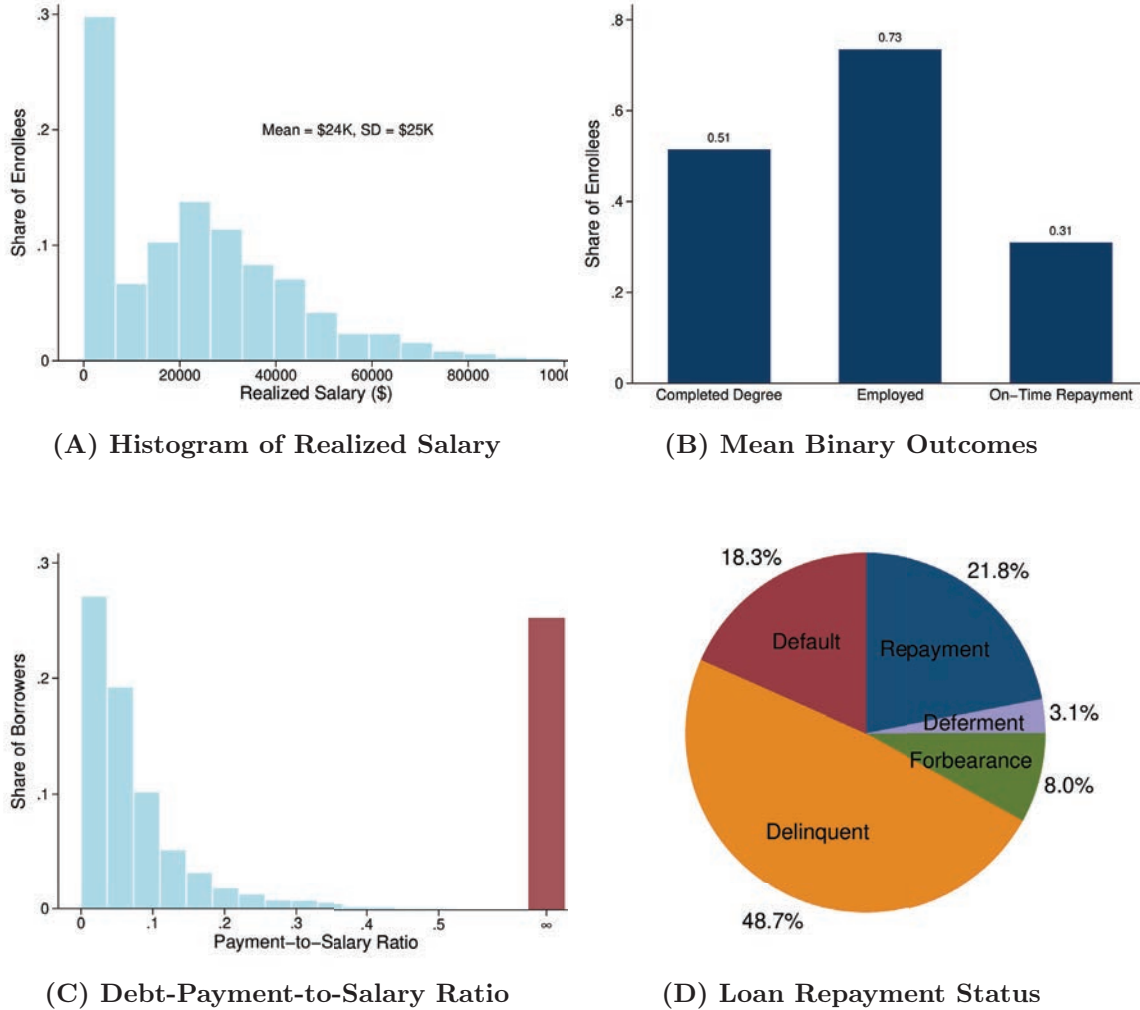 .3
.2
.1
0
Share of Enrollees
Mean = $24K, SD = $25K
0 20000 40000 60000 80000 1000
Realized Salary ($)
(A) Histogram of Realized Salary
.8
.6
.4
.2
0
Share of Enrollees
0.51
0.73
0.31
Completed Degree Employed On-Time Repayment
(B) Mean Binary Outcomes
.3
.2
.1
0
Share of Borrowers
0 .1 .2 .3 .4 .5 ∞
Payment-to-Salary Ratio
(C) Debt-Payment-to-Salary Ratio
18.3%
21.8%
Default
Repayment
Deferment
3.1%
Forbearance
8.0%
Delinquent
48.7%
(D) Loan Repayment Status